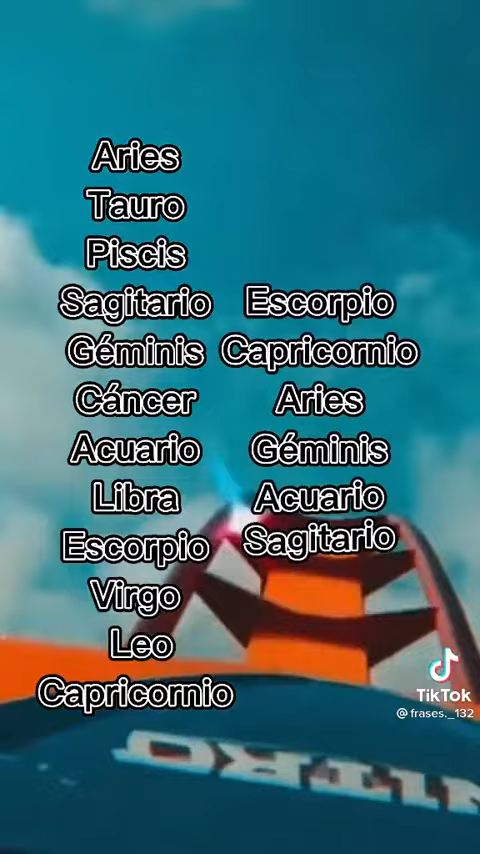 Aries
Tauro
Piscis
Sagitario
Géminis
Cáncer
Acuario
Libra
Escorpio
Virgo
Leo
Capricornio
Escorpio
Capricornio
Aries
Géminis
Acuario
Sagitario
TikTok
@frases._132